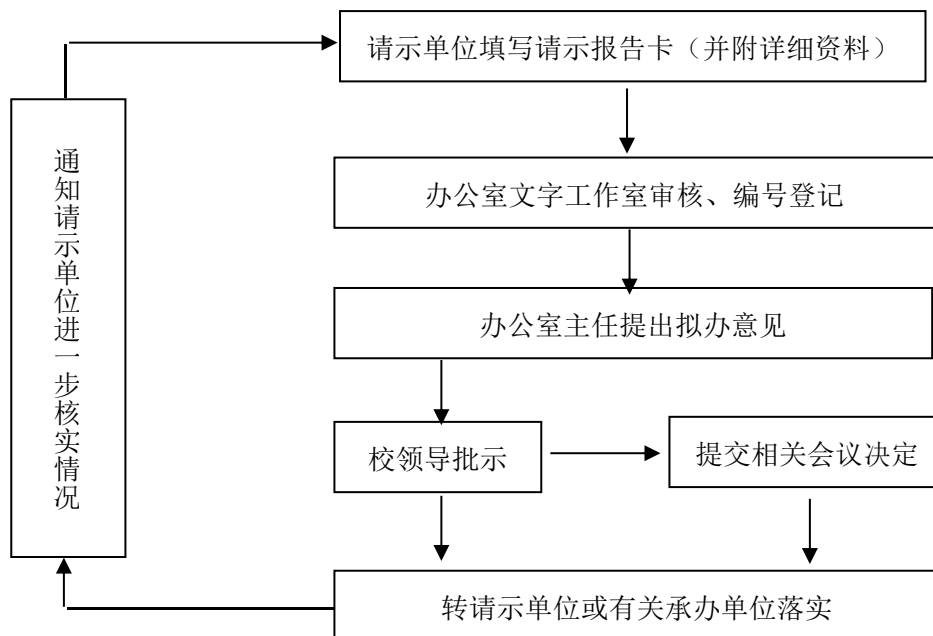 请示单位填写请示报告卡（并附详细资料）
办公室文字工作室审核、编号登记
办公室主任提出拟办意见
校领导批示
提交相关会议决定
转请示单位或有关承办单位落实
通知请示单位进一步核实情况